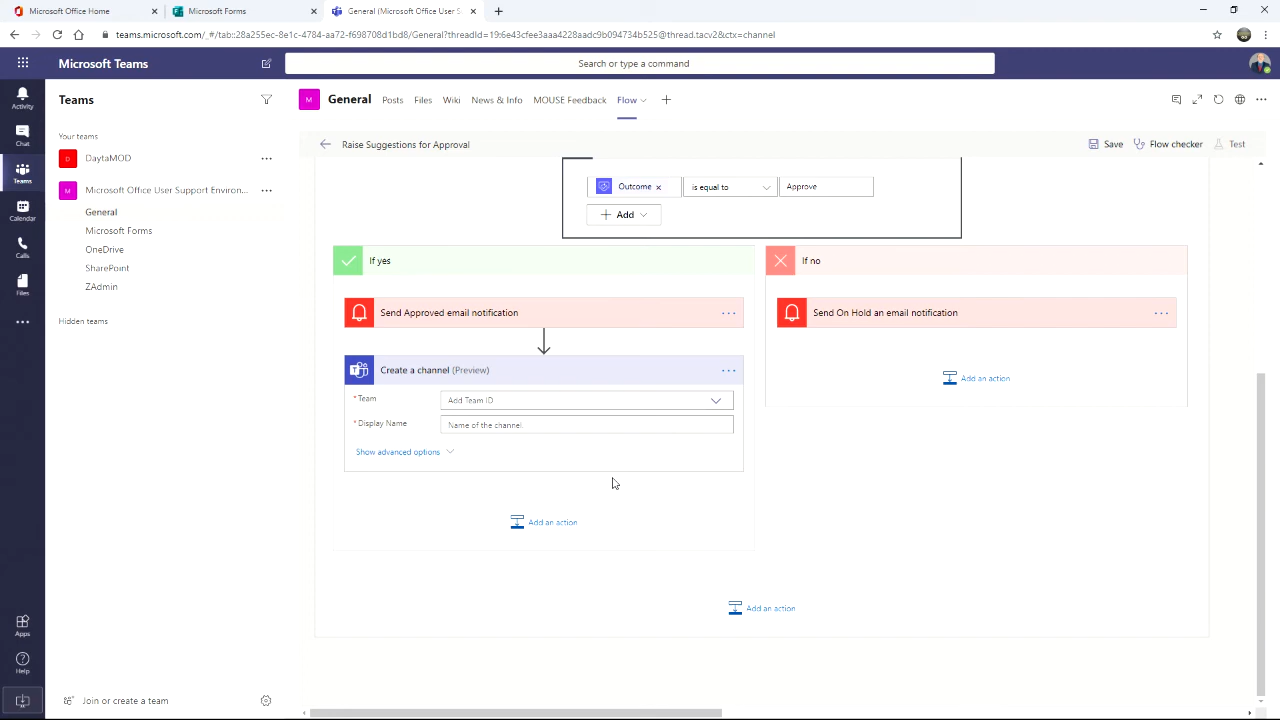 Microsoft Office Home
Microsoft Forms
General (Microsoft Office User S
teams.microsoft.com/_#/tab::28a255ec-8e1c-4784-aa72-f698708d1bd8/General?threadId=19:6e43cfee3aaa4228aadc9b094734b525@thread.tacv2&ctx=channel
Microsoft Teams
Search or type a command
Activity
Chat
Teams
Calendar
Calls
Files
Apps
Help
Teams
Your teams
D
DaytaMOD
M
Microsoft Office User Support Environ...
General
Microsoft Forms
OneDrive
SharePoint
ZAdmin
Hidden teams
Join or create a team
M
General
Posts
Files
Wiki
News & Info
MOUSE Feedback
Flow
Raise Suggestions for Approval
Save
Flow checker
Test
Outcome
is equal to
Approve
Add
If yes
Send Approved email notification
Create a channel (Preview)
* Team
Add Team ID
* Display Name
Name of the channel.
Show advanced options
Add an action
If no
Send On Hold an email notification
Add an action
Add an action